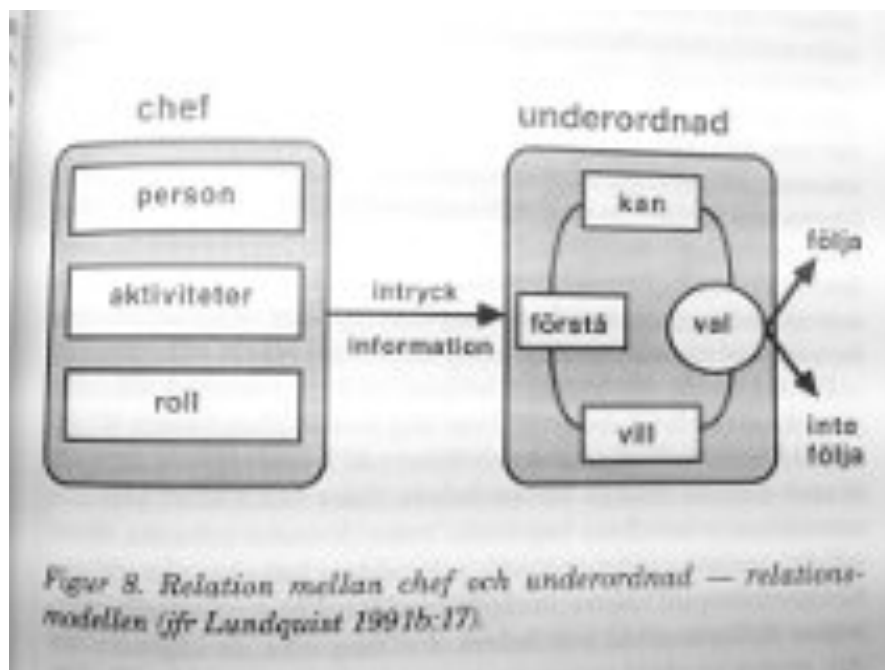 chef
underordnad
person
aktiviteter
roll
intryck
information
kan
förstå
val
vill
följa
inte
följa
Figur 8. Relation mellan chef och underordnad — relations-
modellen (jfr Lundquist 1991b:17).